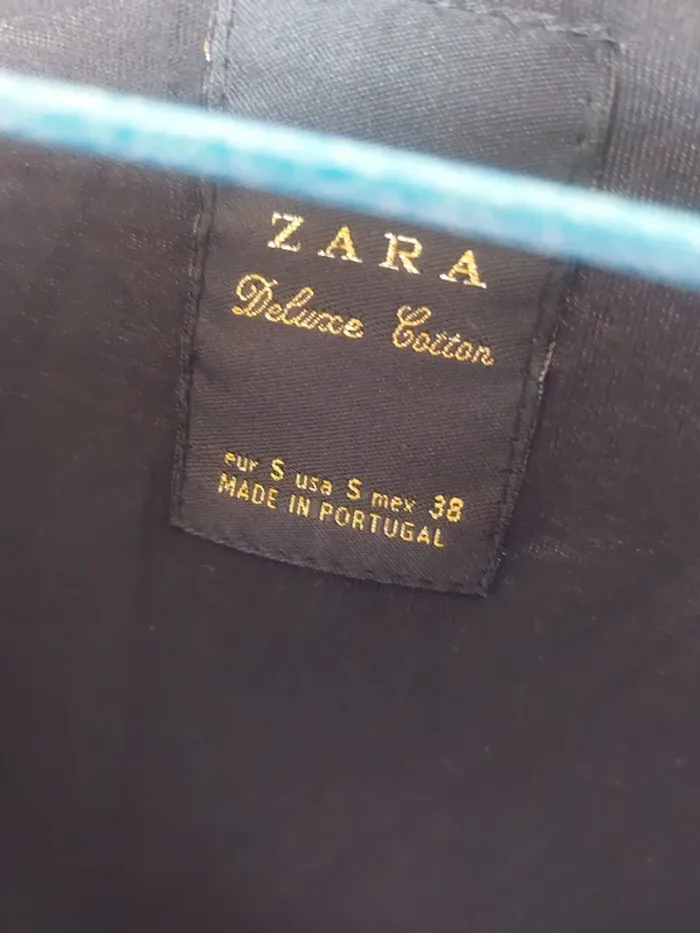 ZARA
Deluxe Cotton
eur S usa S mex 38
MADE IN PORTUGAL